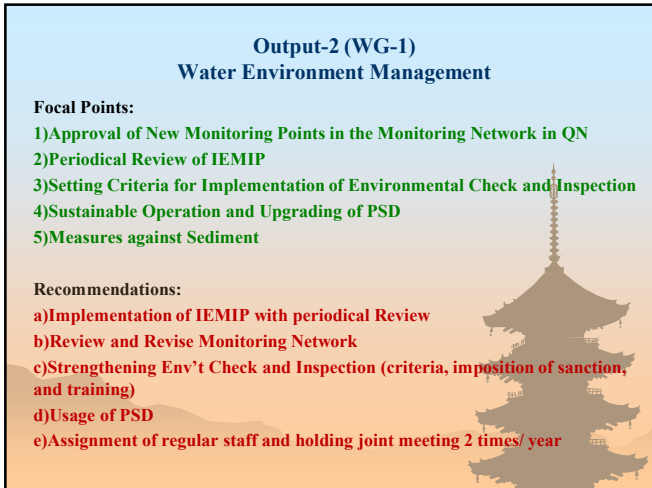 Output-2 (WG-1)
Water Environment Management
Focal Points:
1)Approval of New Monitoring Points in the Monitoring Network in QN
2)Periodical Review of IEMIP
3)Setting Criteria for Implementation of Environmental Check and Inspection
4)Sustainable Operation and Upgrading of PSD
5)Measures against Sediment
Recommendations:
a)Implementation of IEMIP with periodical Review
b)Review and Revise Monitoring Network
c)Strengthening Env't Check and Inspection (criteria, imposition of sanction,
and training)
d)Usage of PSD
e)Assignment of regular staff and holding joint meeting 2 times/ year